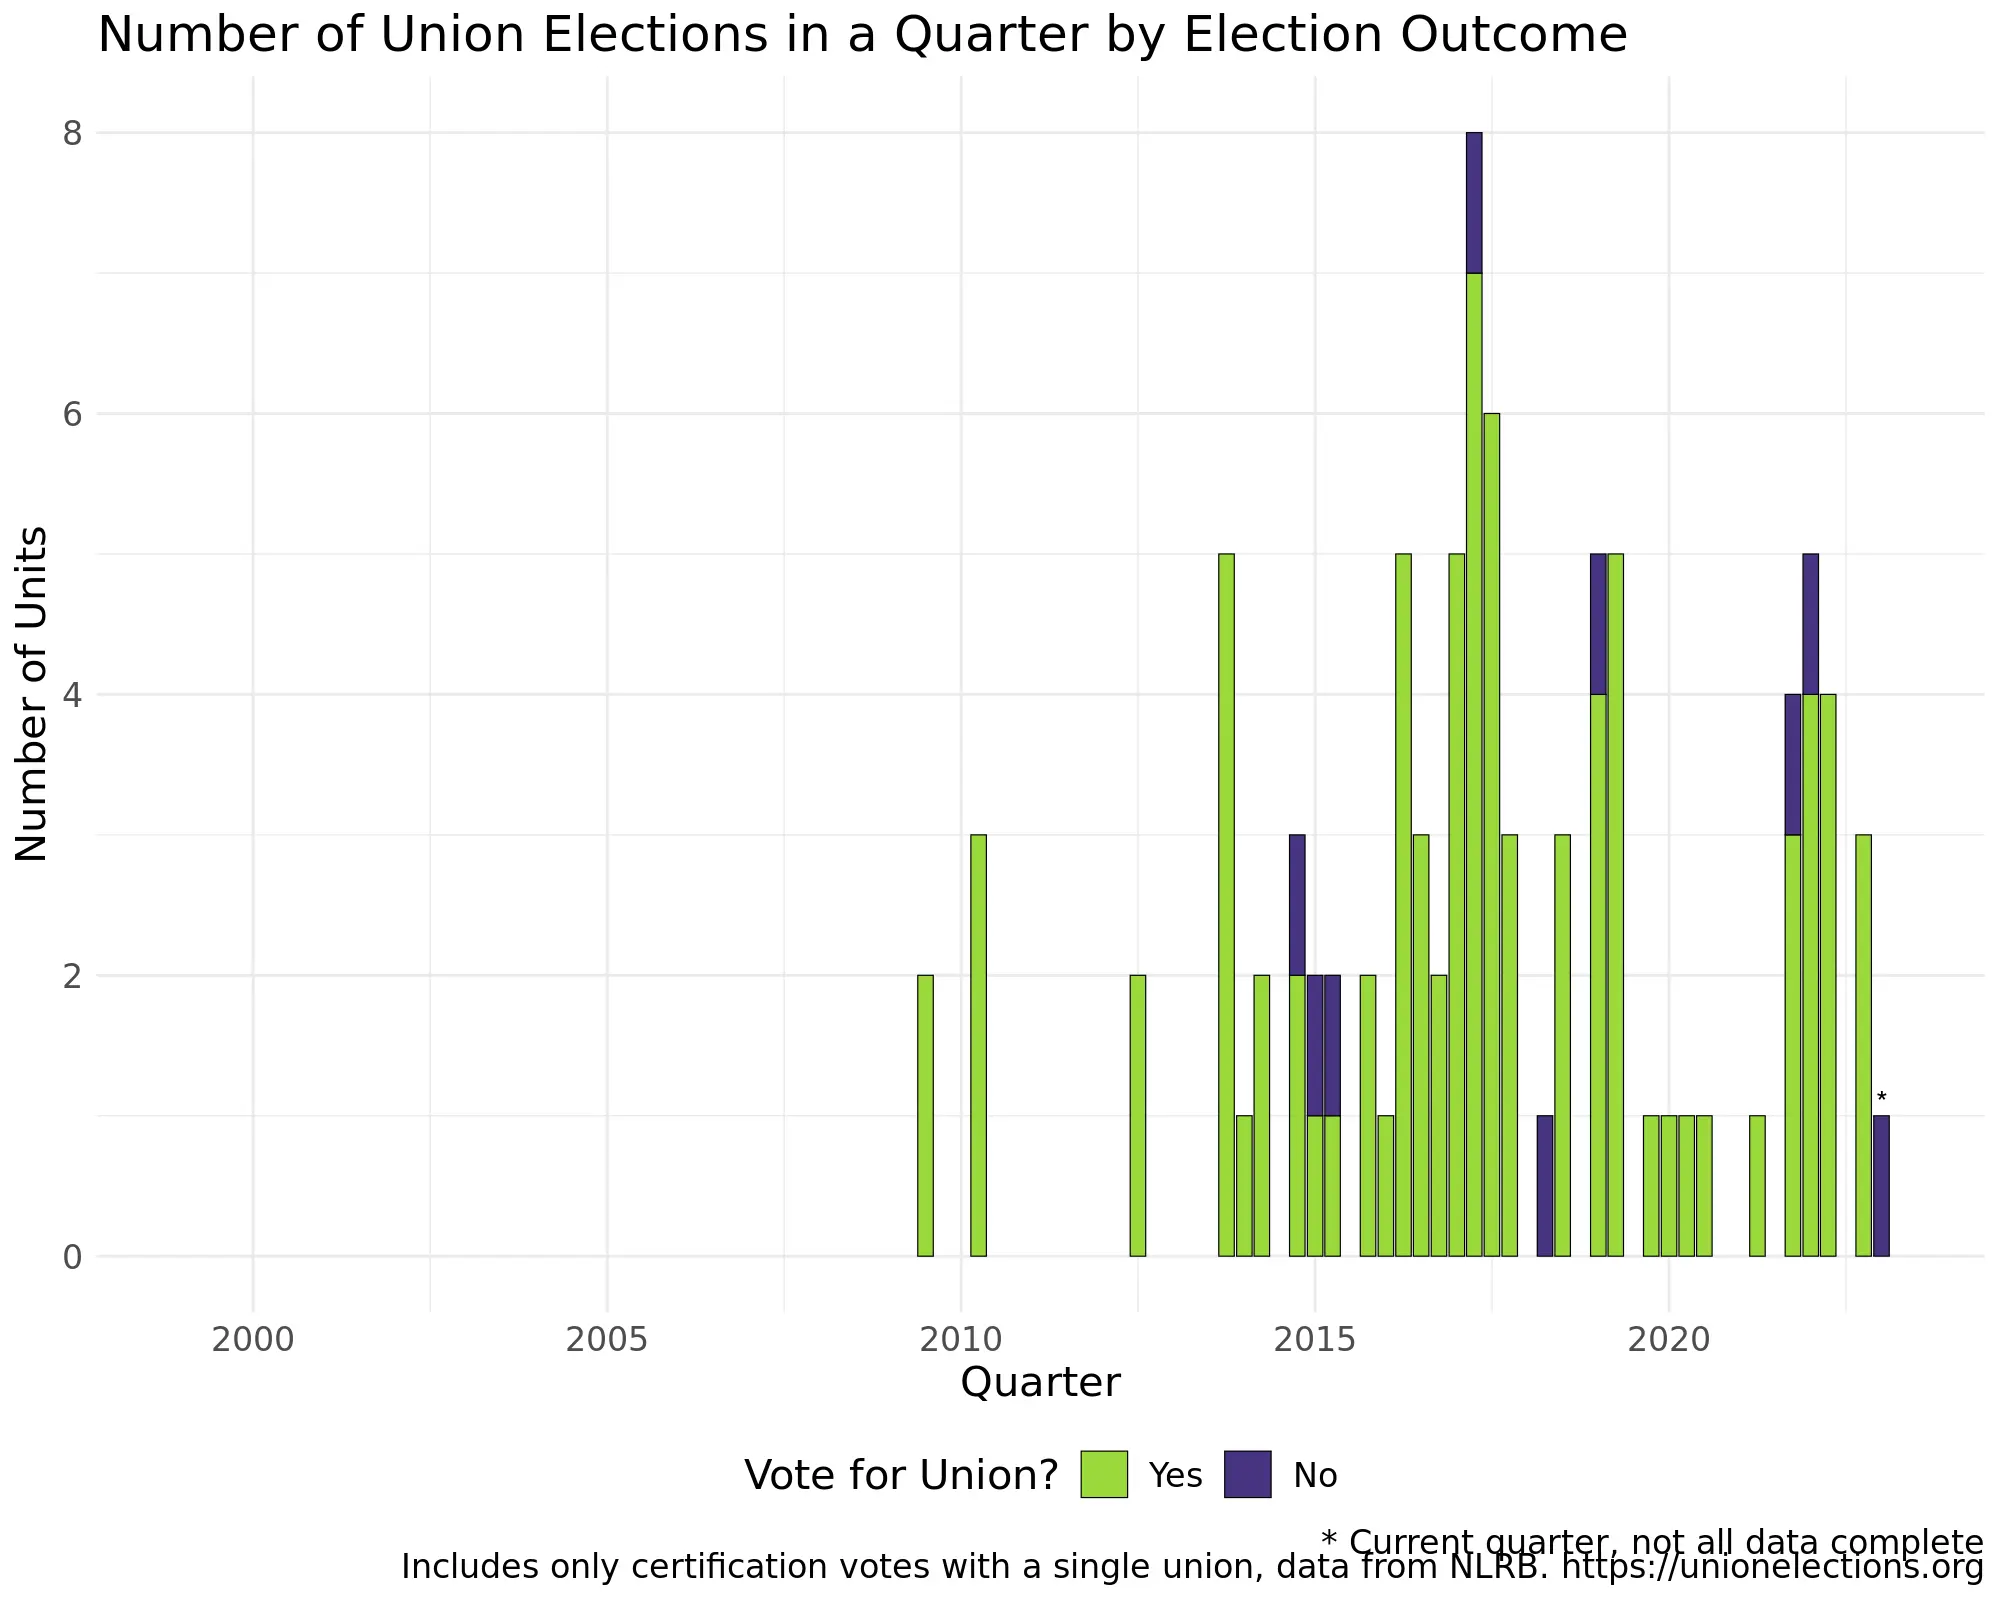 Number of Union Elections in a Quarter by Election Outcome
Number of Units
8
6
4
2
0
*
2000 2005 2010 2015 2020
Quarter
Vote for Union? Yes No
* Current quarter, not all data complete
Includes only certification votes with a single union, data from NLRB. https://unionelections.org